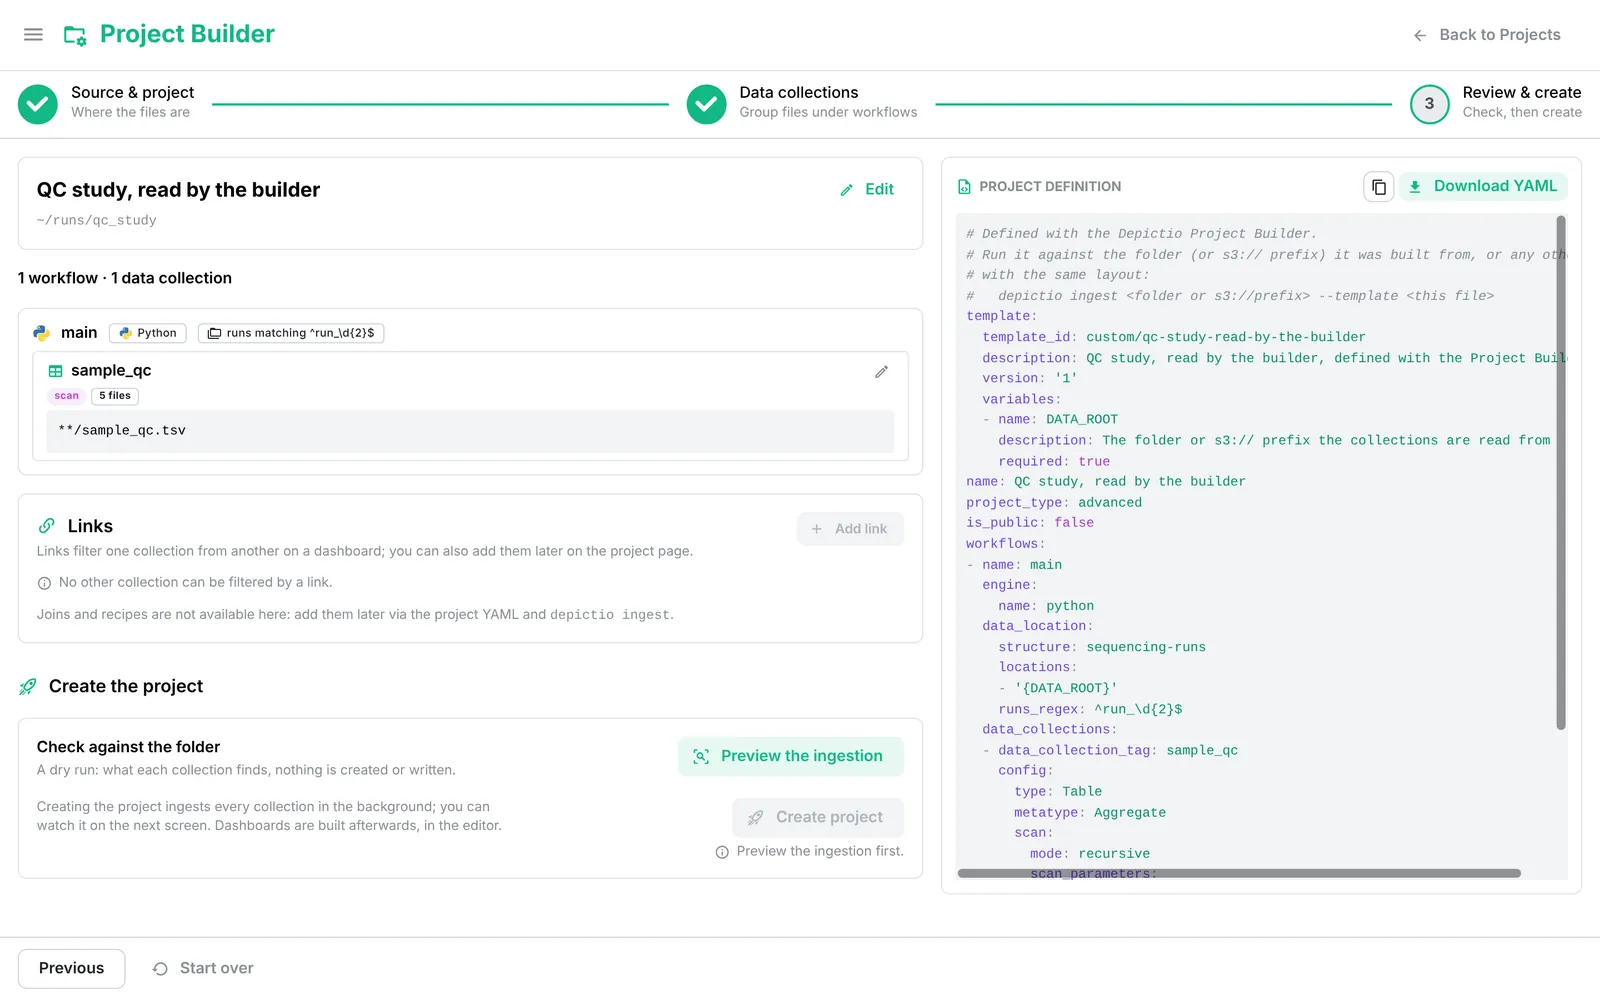 Project Builder
Back to Projects
Source & project
Where the files are
Data collections
Group files under workflows
3
Review & create
Check, then create
QC study, read by the builder
Edit
~/runs/qc_study
1 workflow · 1 data collection
main
Python
runs matching ^run_\d{2}$
sample_qc
scan
5 files
**/sample_qc.tsv
Links
Add link
Links filter one collection from another on a dashboard; you can also add them later on the project page.
No other collection can be filtered by a link.
Joins and recipes are not available here: add them later via the project YAML and depictio ingest.
Create the project
Check against the folder
A dry run: what each collection finds, nothing is created or written.
Preview the ingestion
Creating the project ingests every collection in the background; you can
watch it on the next screen. Dashboards are built afterwards, in the editor.
Create project
Preview the ingestion first.
PROJECT DEFINITION
Download YAML
# Defined with the Depictio Project Builder.
# Run it against the folder (or s3:// prefix) it was built from, or any oth
# with the same layout:
#   depictio ingest <folder or s3://prefix> --template <this file>
template:
  template_id: custom/qc-study-read-by-the-builder
  description: QC study, read by the builder, defined with the Project Buil
  version: '1'
  variables:
  - name: DATA_ROOT
    description: The folder or s3:// prefix the collections are read from
    required: true
name: QC study, read by the builder
project_type: advanced
is_public: false
workflows:
- name: main
  engine:
    name: python
  data_location:
    structure: sequencing-runs
    locations:
    - '{DATA_ROOT}'
    runs_regex: ^run_\d{2}$
  data_collections:
  - data_collection_tag: sample_qc
    config:
      type: Table
      metatype: Aggregate
      scan:
        mode: recursive
        scan_parameters:
Previous
Start over